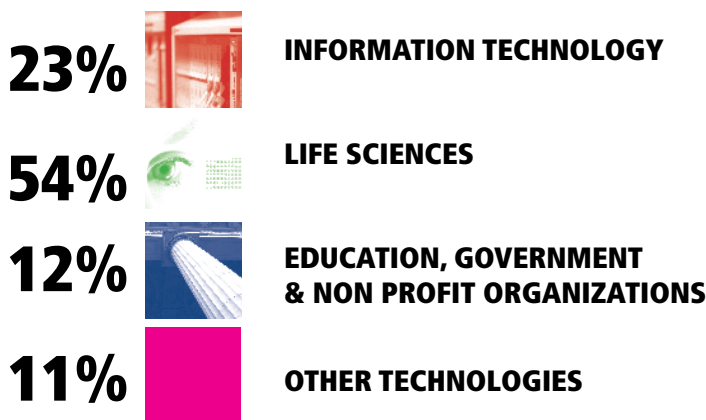 23%
INFORMATION TECHNOLOGY
54%
LIFE SCIENCES
12%
EDUCATION, GOVERNMENT
& NON PROFIT ORGANIZATIONS
11%
OTHER TECHNOLOGIES